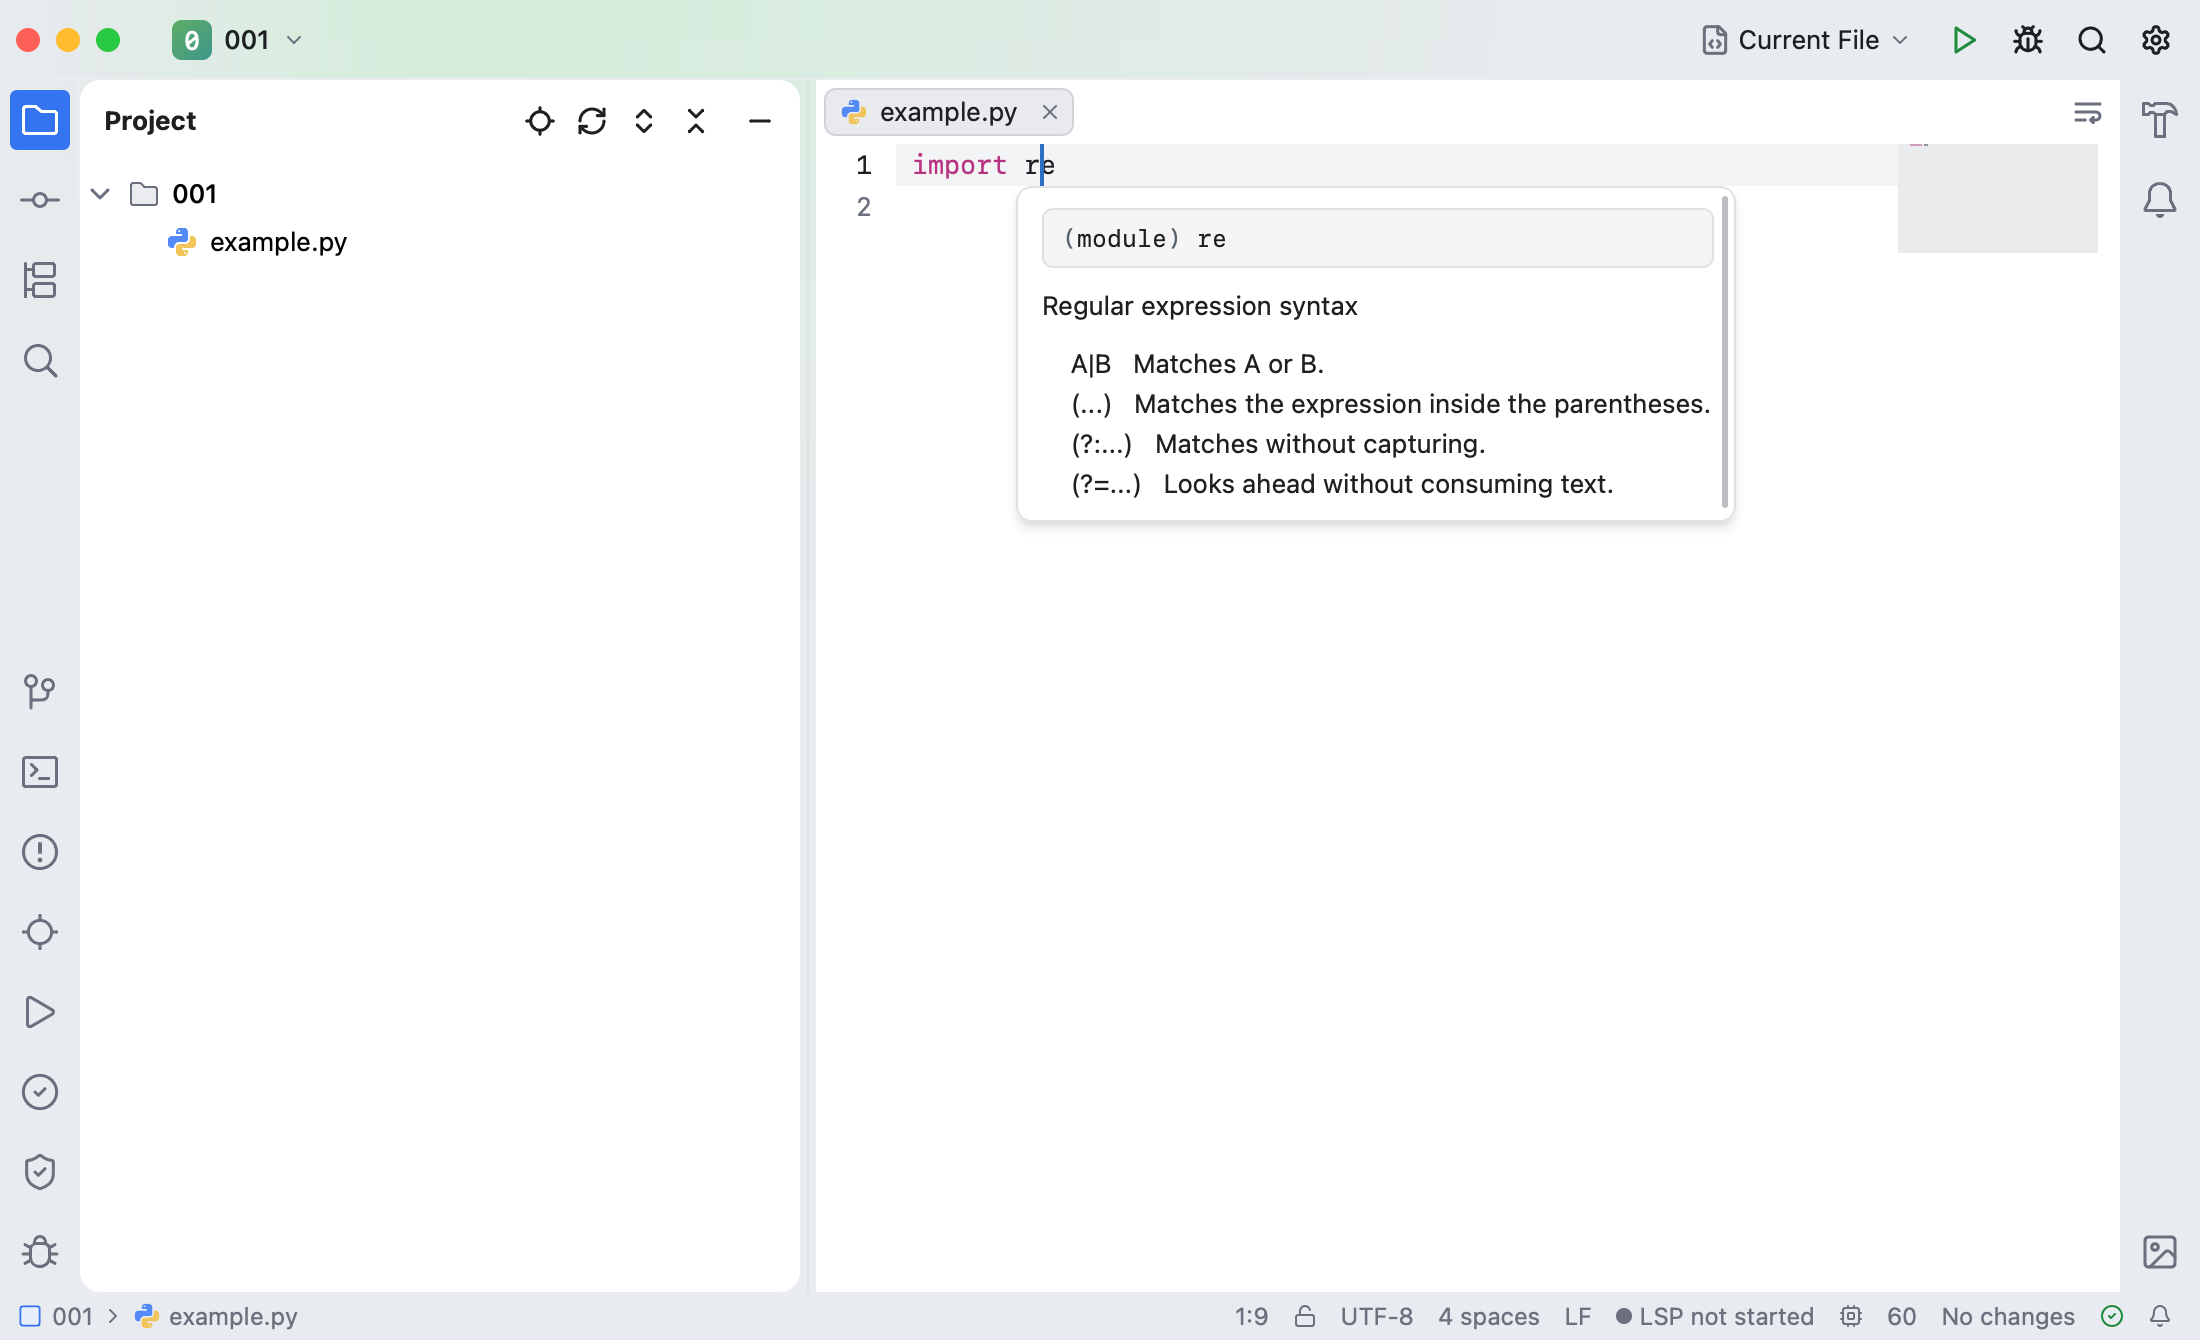 0 001
Current File
Project
example.py
001
example.py
1 import re
2
(module) re
Regular expression syntax
A|B Matches A or B.
(...) Matches the expression inside the parentheses.
(?:...) Matches without capturing.
(?=...) Looks ahead without consuming text.
001 example.py
1:9 UTF-8 4 spaces LF LSP not started 60 No changes